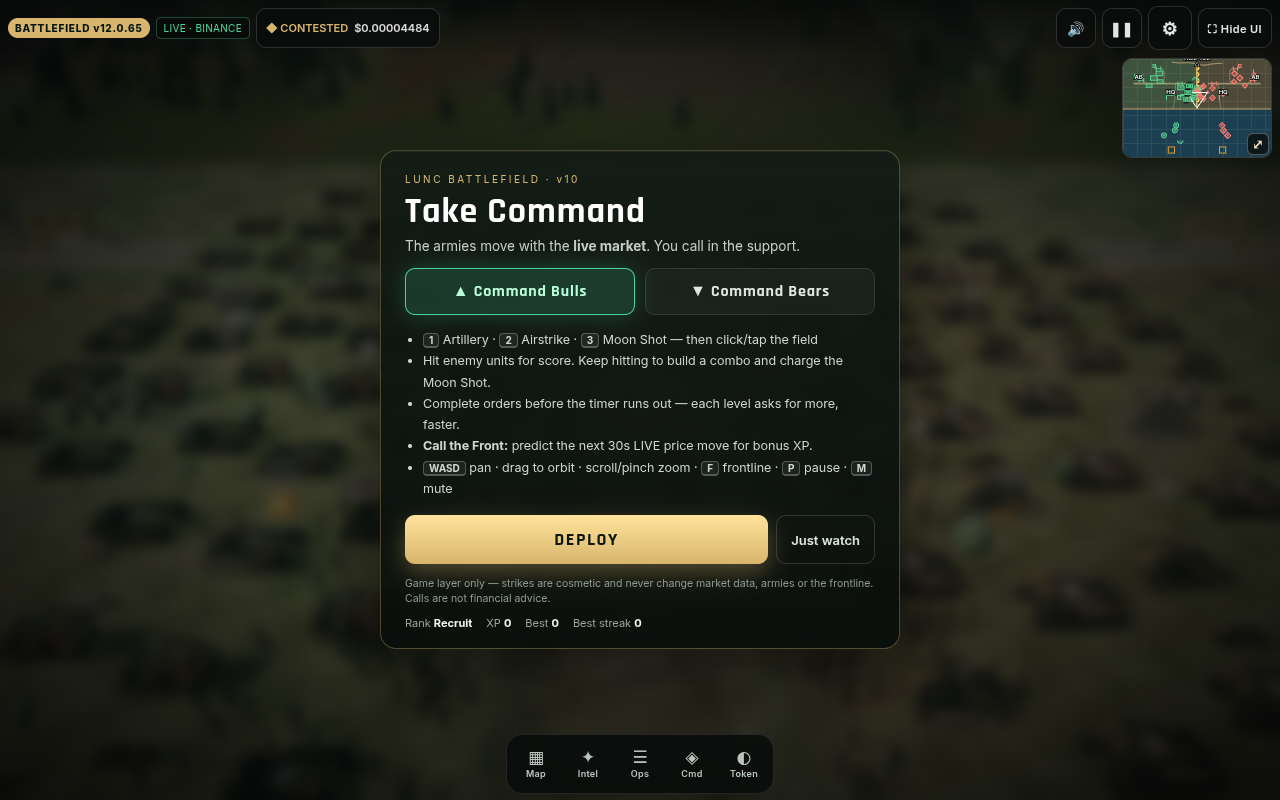 BATTLEFIELD v12.0.65
LIVE · BINANCE
◆ CONTESTED $0.00004484
Hide UI
AB
AB
HQ
HQ
LUNC BATTLEFIELD · v10
Take Command
The armies move with the live market. You call in the support.
▲ Command Bulls
▼ Command Bears
• 1 Artillery · 2 Airstrike · 3 Moon Shot — then click/tap the field
• Hit enemy units for score. Keep hitting to build a combo and charge the
Moon Shot.
• Complete orders before the timer runs out — each level asks for more,
faster.
• Call the Front: predict the next 30s LIVE price move for bonus XP.
• WASD pan · drag to orbit · scroll/pinch zoom · F frontline · P pause · M
mute
DEPLOY
Just watch
Game layer only — strikes are cosmetic and never change market data, armies or the frontline.
Calls are not financial advice.
Rank Recruit XP 0 Best 0 Best streak 0
Map
Intel
Ops
Cmd
Token